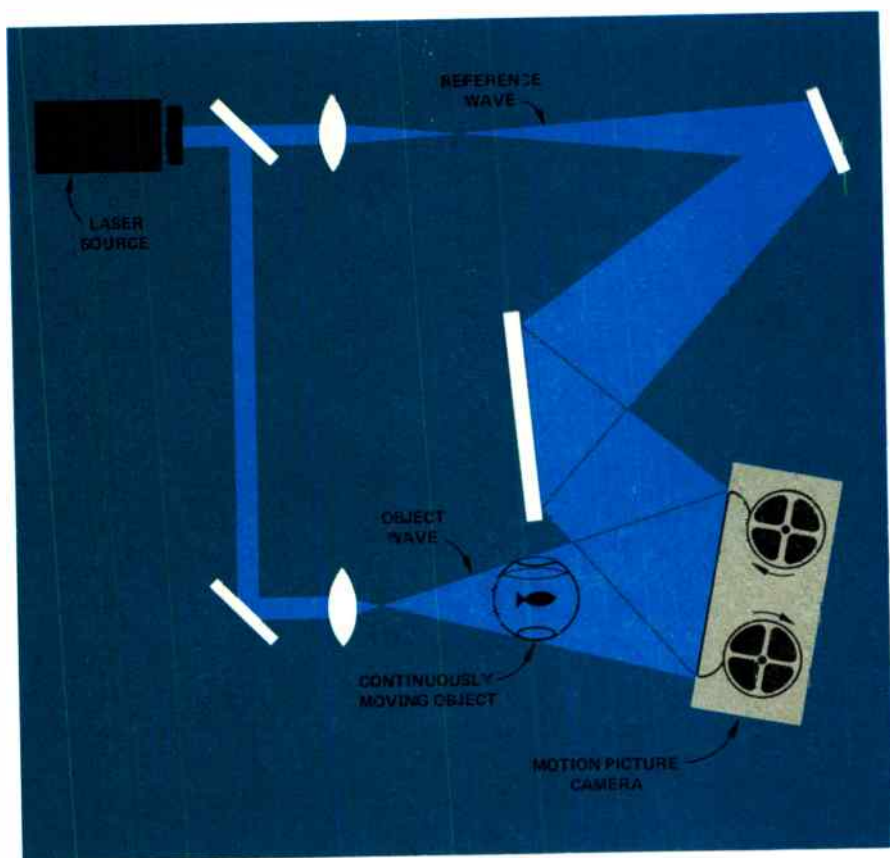 REFERENCE
WAVE
LASER
SOURCE
OBJECT
WAVE
CONTINUOUSLY
MOVING OBJECT
MOTION PICTURE
CAMERA